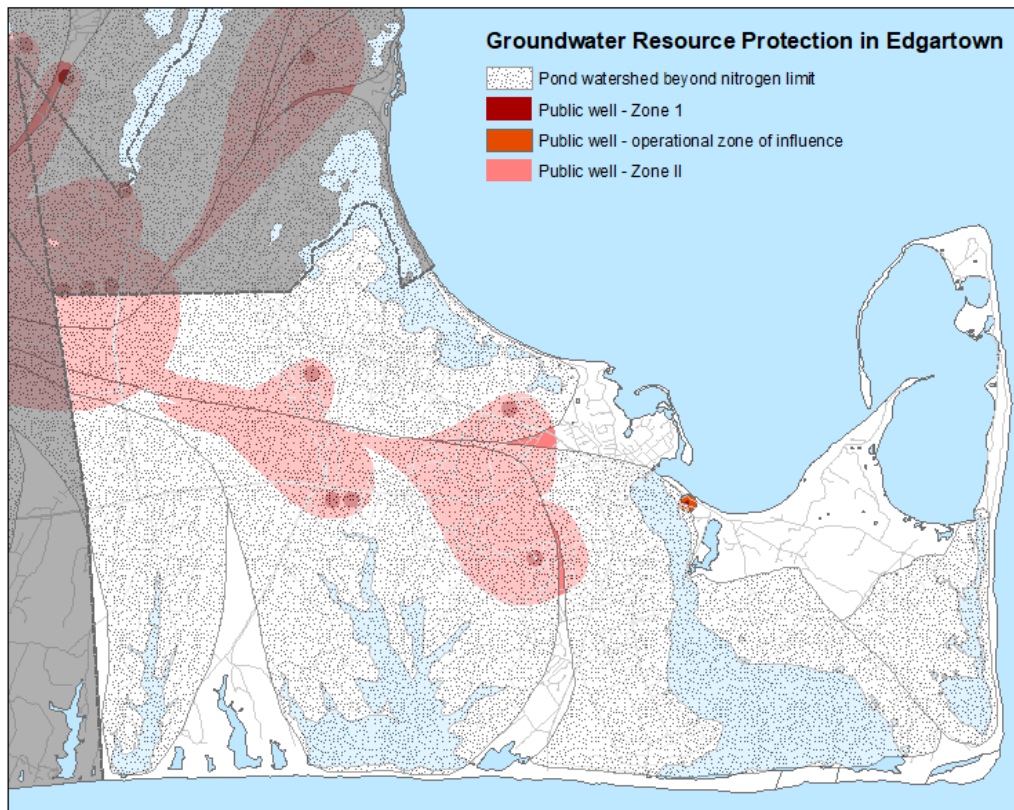 Groundwater Resource Protection in Edgartown
Pond watershed beyond nitrogen limit
Public well - Zone 1
Public well - operational zone of influence
Public well - Zone II